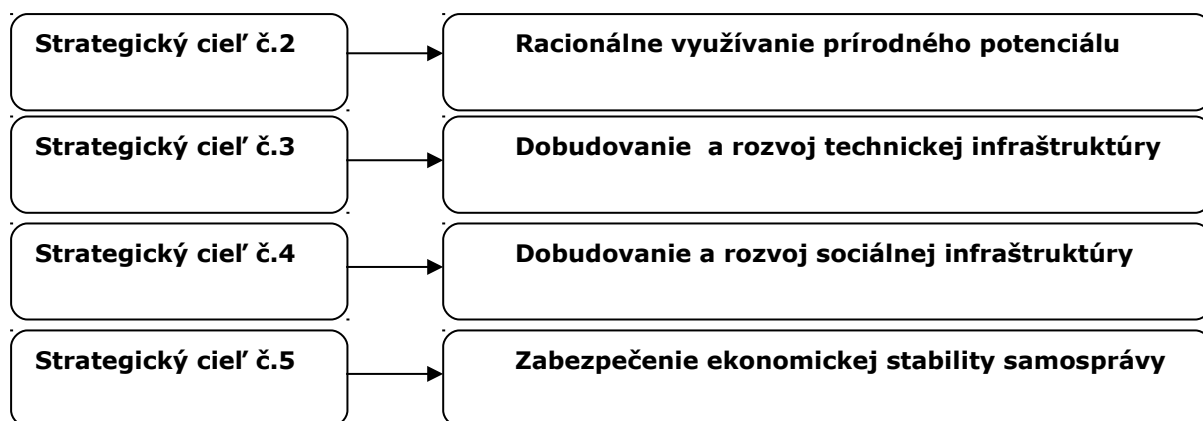 Strategický cieľ č.2
Racionálne využívanie prírodného potenciálu
Strategický cieľ č.3
Dobudovanie a rozvoj technickej infraštruktúry
Strategický cieľ č.4
Dobudovanie a rozvoj sociálnej infraštruktúry
Strategický cieľ č.5
Zabezpečenie ekonomickej stability samosprávy